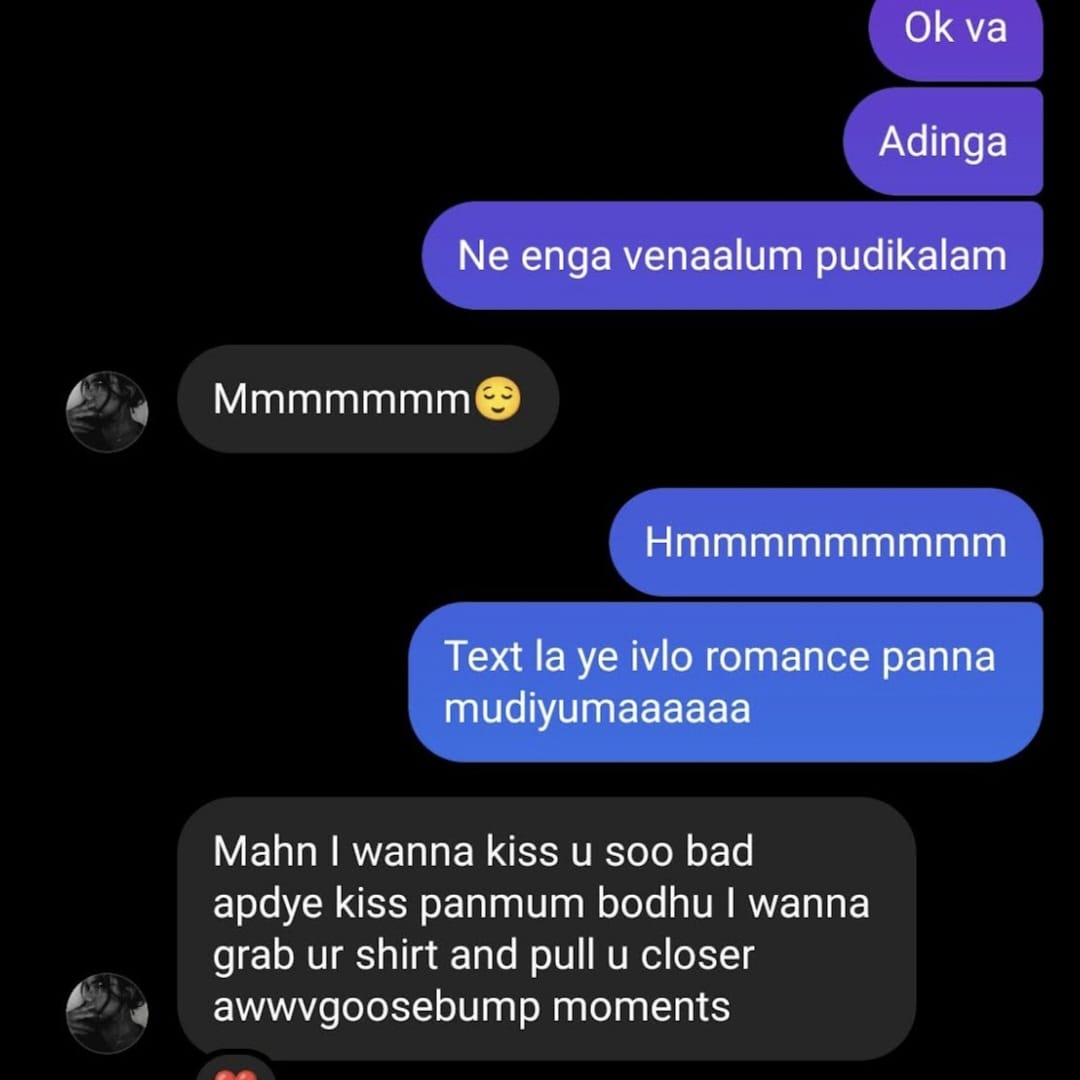 Ok va
Adinga
Ne enga venaalum pudikalam
Mmmmmmm😌
Hmmmmmmmmmm
Text la ye ivlo romance panna
mudiyumaaaaaa
Mahn I wanna kiss u soo bad
apdye kiss panmum bodhu I wanna
grab ur shirt and pull u closer
awwvgoosebump moments